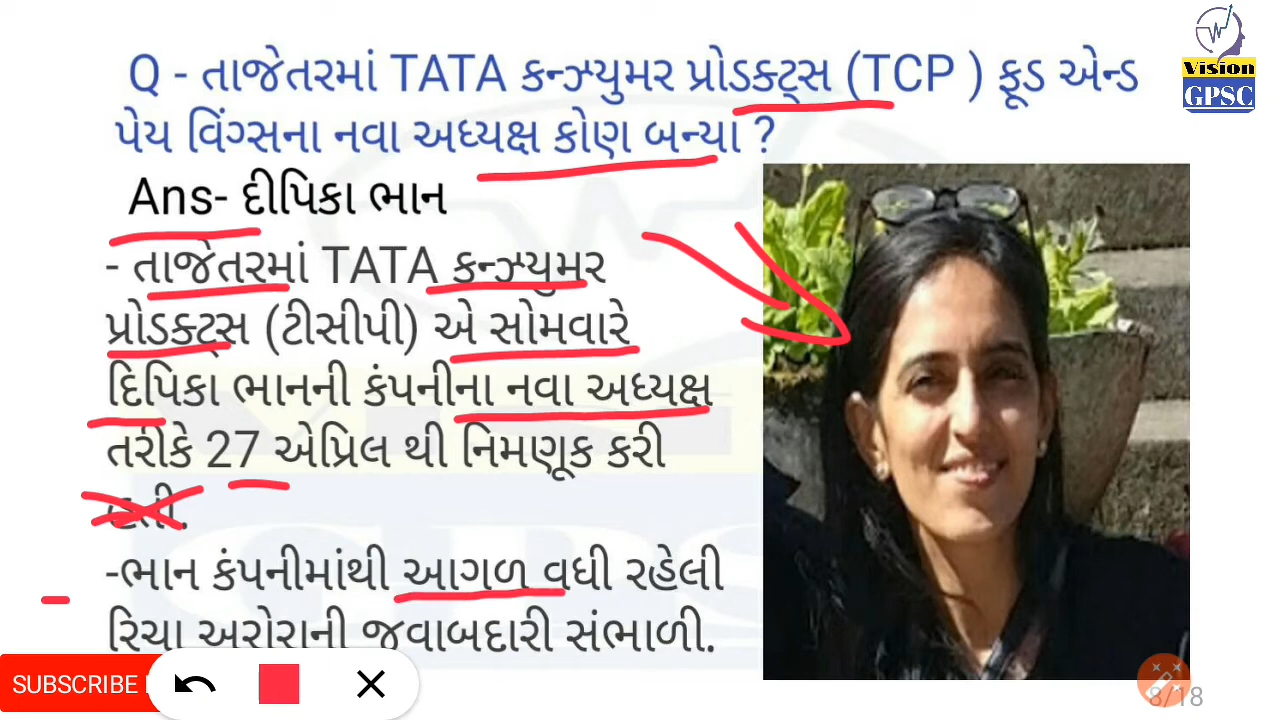 Vision
GPSC
Q - તાજેતરમાં TATA કન્ઝ્યુમર પ્રોડક્ટ્સ (TCP ) ફૂડ એન્ડ
પેય વિંગ્સના નવા અધ્યક્ષ કોણ બન્યા ?
Ans- દીપિકા ભાન
- તાજેતરમાં TATA કન્ઝ્યુમર
પ્રોડક્ટ્સ (ટીસીપી) એ સોમવારે
દિપિકા ભાનની કંપનીના નવા અધ્યક્ષ
તરીકે 27 એપ્રિલ થી નિમણૂક કરી
હતી.
-ભાન કંપનીમાંથી આગળ વધી રહેલી
રિચા અરોરાની જવાબદારી સંભાળી.
SUBSCRIBE
8/18